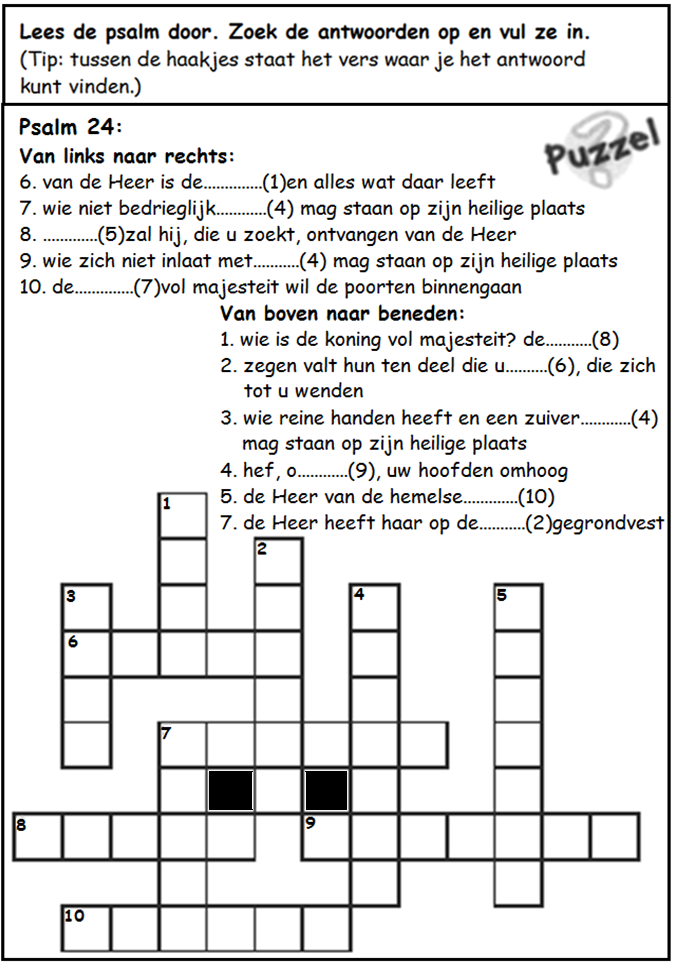 Lees de psalm door. Zoek de antwoorden op en vul ze in.
(Tip: tussen de haakjes staat het vers waar je het antwoord
kunt vinden.)
Psalm 24:
Puzzel
?
Van links naar rechts:
6. van de Heer is de..............(1)en alles wat daar leeft
7. wie niet bedrieglijk............(4) mag staan op zijn heilige plaats
8. .............(5)zal hij, die u zoekt, ontvangen van de Heer
9. wie zich niet inlaat met...........(4) mag staan op zijn heilige plaats
10. de..............(7)vol majesteit wil de poorten binnengaan
Van boven naar beneden:
1. wie is de koning vol majesteit? de...........(8)
2. zegen valt hun ten deel die u..........(6), die zich
tot u wenden
3. wie reine handen heeft en een zuiver............(4)
mag staan op zijn heilige plaats
4. hef, o............(9), uw hoofden omhoog
5. de Heer van de hemelse.............(10)
7. de Heer heeft haar op de...........(2)gegrondvest
1
2
3
4
5
6
7
8
9
10